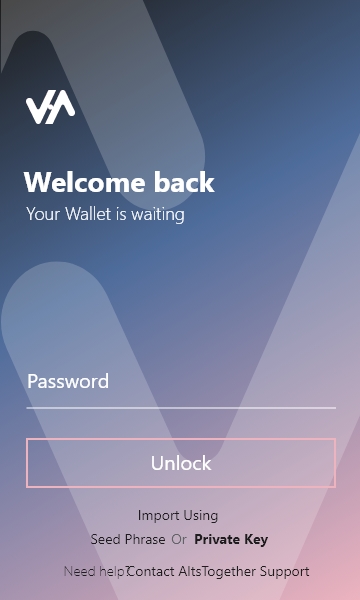 Welcome back
Your Wallet is waiting
Password
Unlock
Import Using
Seed Phrase Or Private Key
Need help? Contact AltsTogether Support